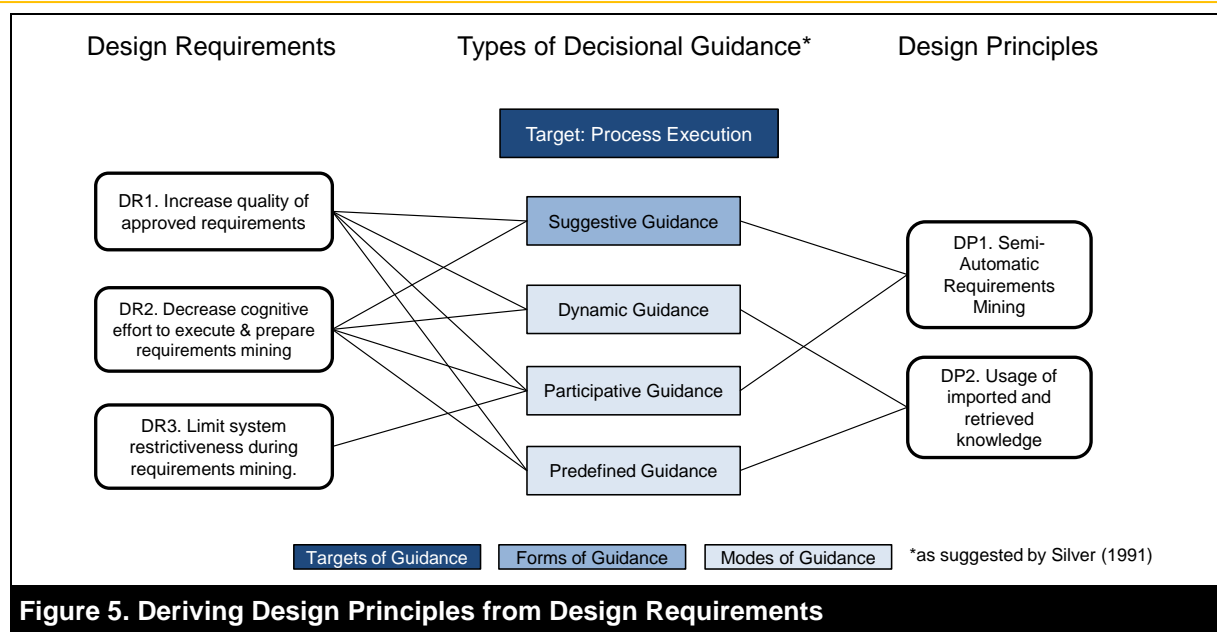 Design Requirements
Types of Decisional Guidance*
Design Principles
Target: Process Execution
DR1. Increase quality of
approved requirements
DR2. Decrease cognitive
effort to execute & prepare
requirements mining
DR3. Limit system
restrictiveness during
requirements mining.
Suggestive Guidance
Dynamic Guidance
Participative Guidance
Predefined Guidance
DP1. Semi-
Automatic
Requirements
Mining
DP2. Usage of
imported and
retrieved
knowledge
Targets of Guidance
Forms of Guidance
Modes of Guidance
*as suggested by Silver (1991)
Figure 5. Deriving Design Principles from Design Requirements